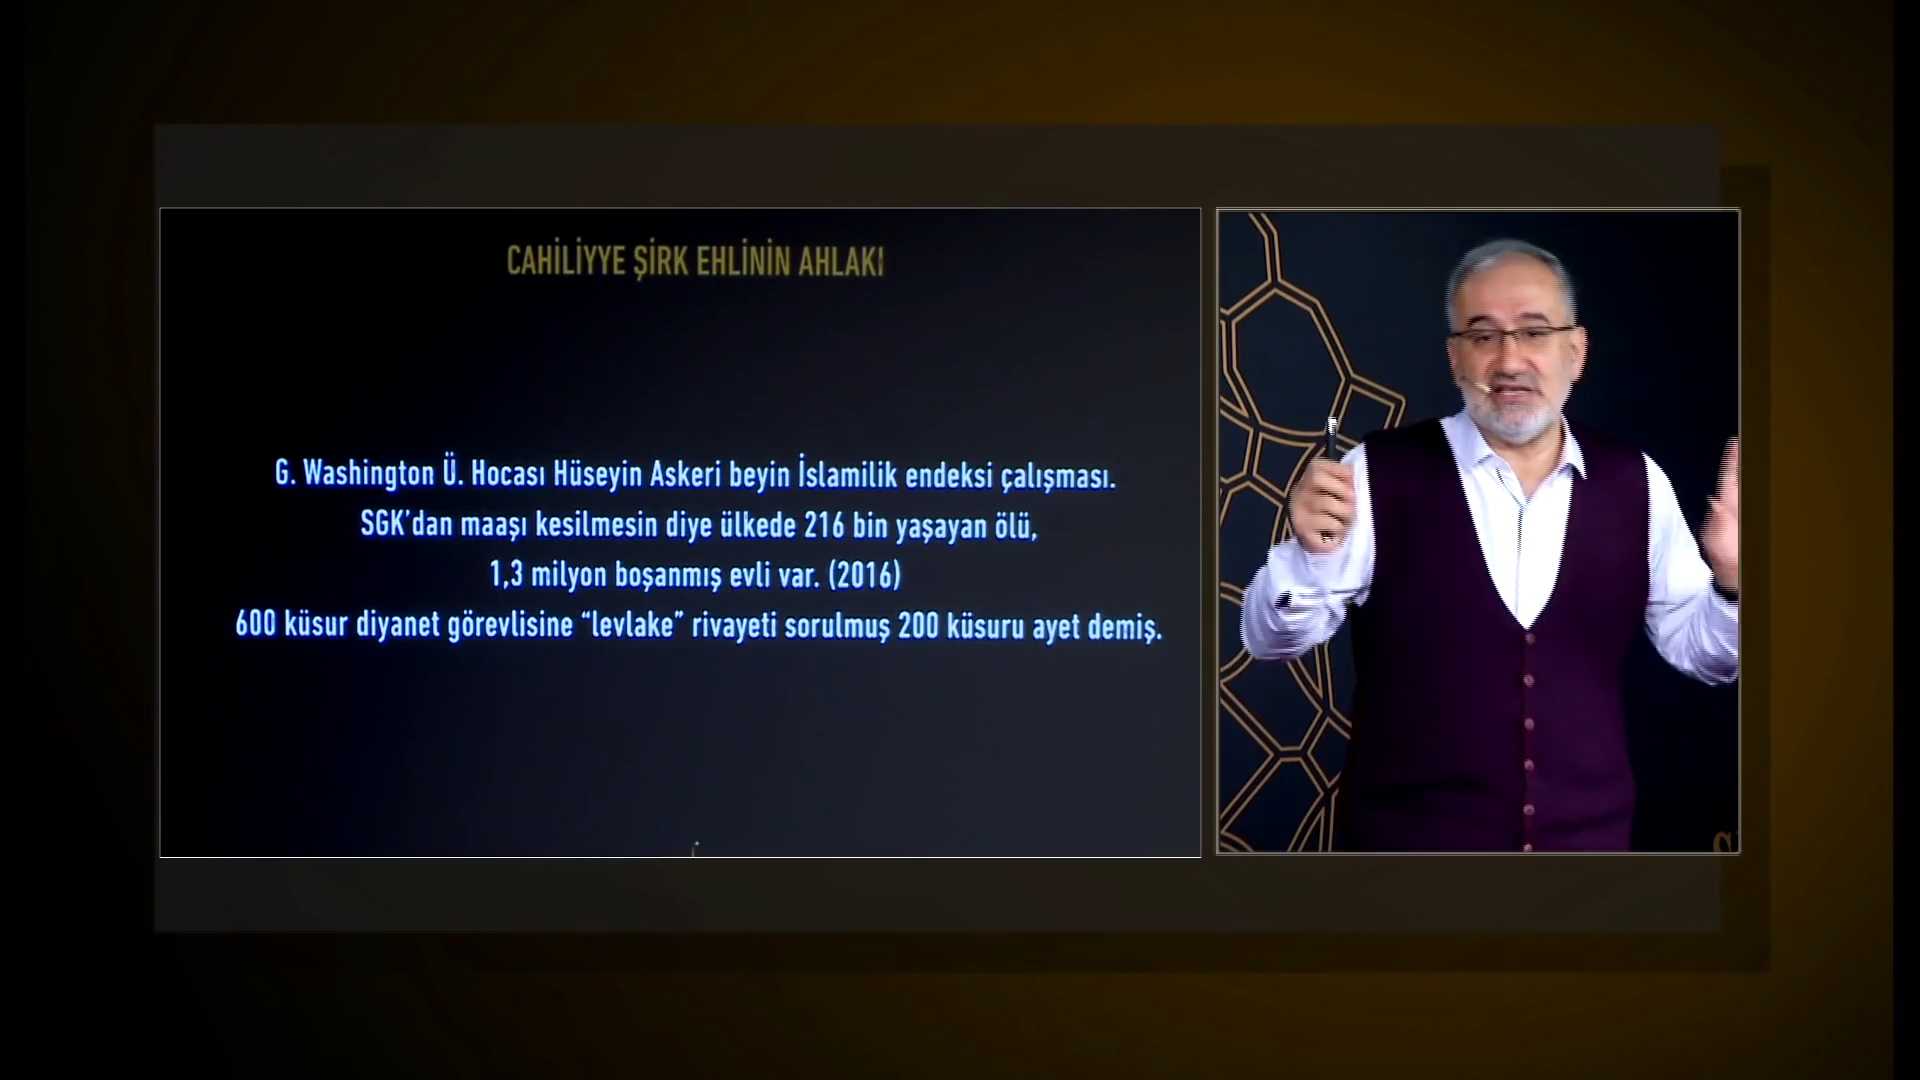 CAHİLİYYE ŞİRK EHLİNİN AHLAKI
G. Washington Ü. Hocası Hüseyin Askeri beyin İslamilik endeksi çalışması.
SGK'dan maaşı kesilmesin diye ülkede 216 bin yaşayan ölü,
1,3 milyon boşanmış evli var. (2016)
600 küsur diyanet görevlisine “levlake” rivayeti sorulmuş 200 küsuru ayet demiş.